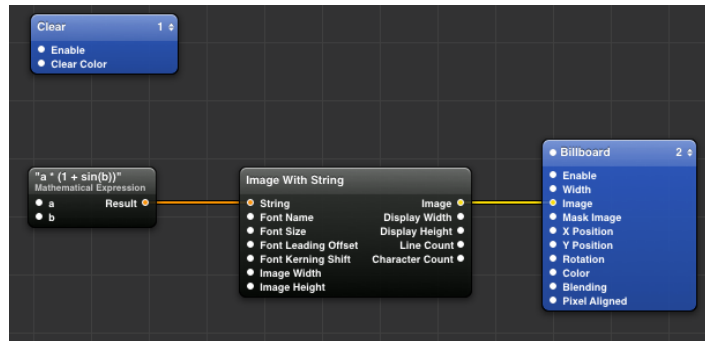 Clear 1
Enable
Clear Color
"a * (1 + sin(b))"
Mathematical Expression
a Result
b
Image With String
String Image
Font Name Display Width
Font Size Display Height
Font Leading Offset Line Count
Font Kerning Shift Character Count
Image Width
Image Height
Billboard 2
Enable
Width
Image
Mask Image
X Position
Y Position
Rotation
Color
Blending
Pixel Aligned